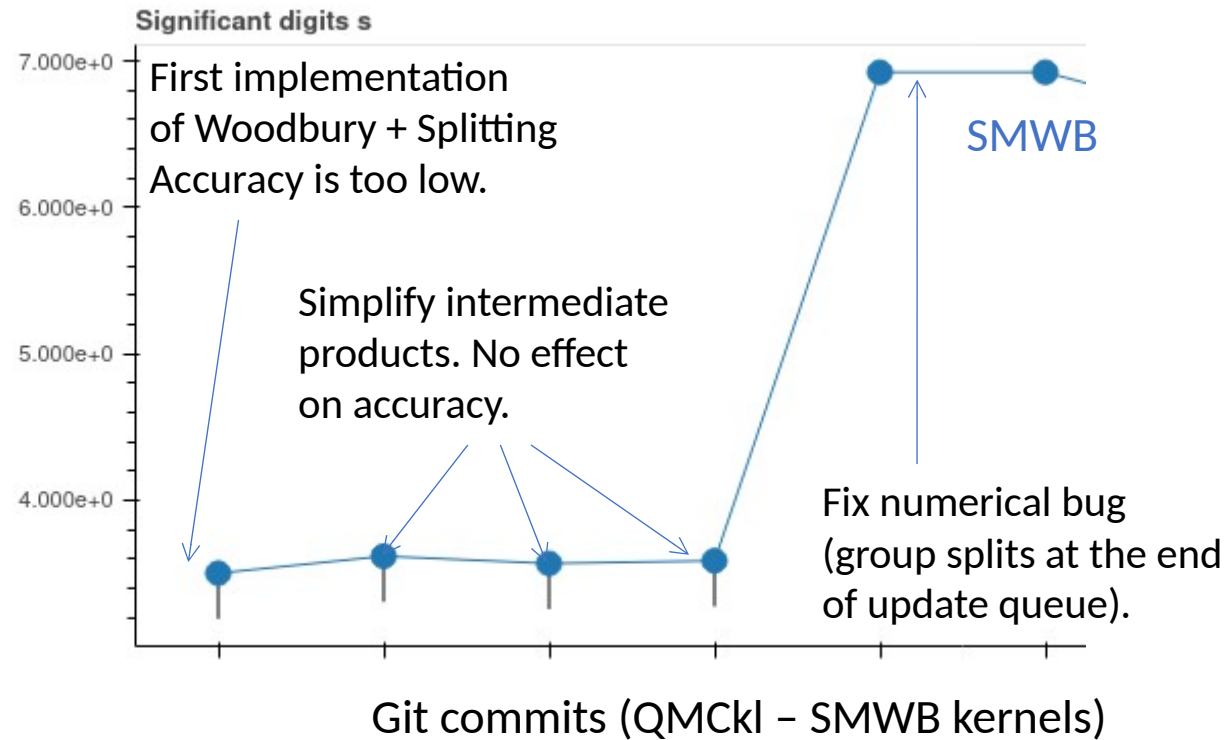 Significant digits s
7.000e+0
First implementation
of Woodbury + Splitting
Accuracy is too low.
SMWB
6.000e+0
Simplify intermediate
products. No effect
on accuracy.
5.000e+0
4.000e+0
Fix numerical bug
(group splits at the end
of update queue).
Git commits (QMCkl – SMWB kernels)